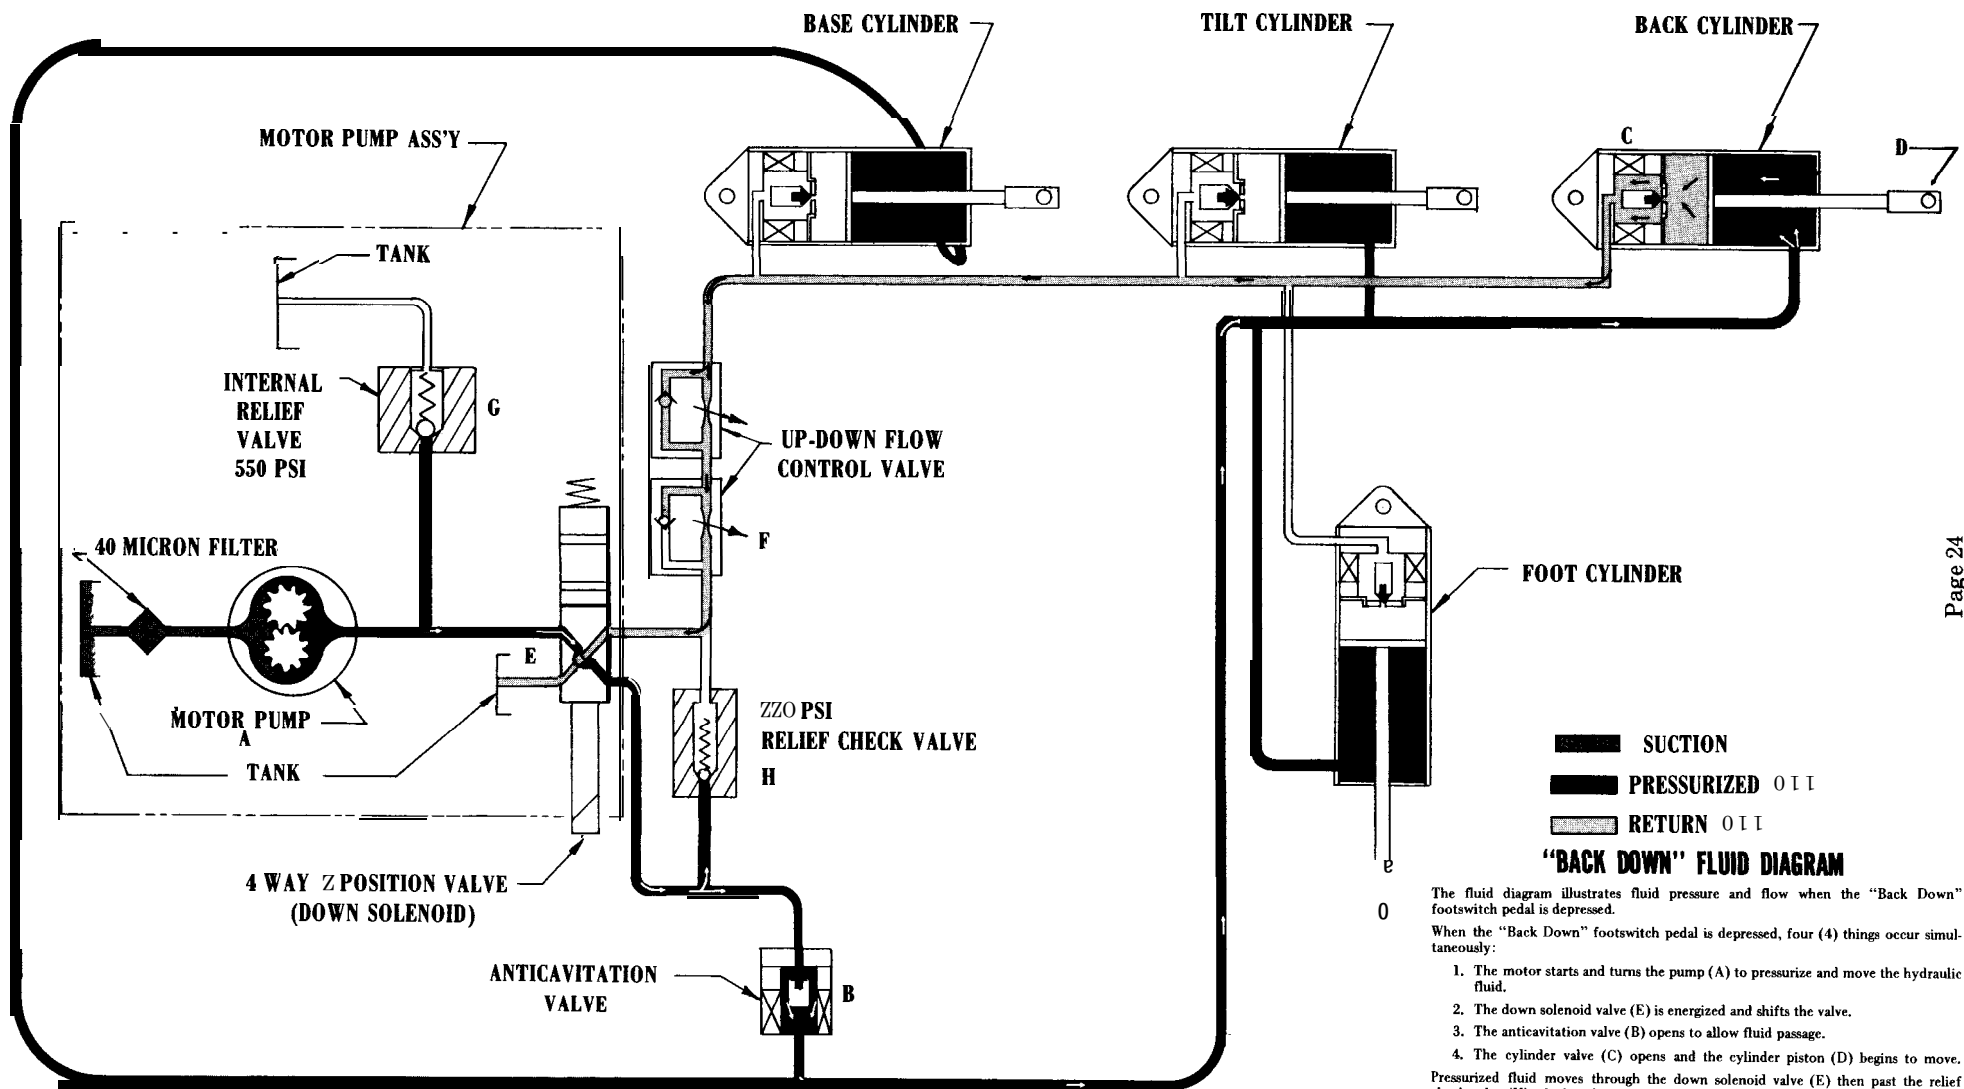 BASE CYLINDER
TILT CYLINDER
BACK CYLINDER
MOTOR PUMP ASS'Y
C
D
TANK
INTERNAL
RELIEF
VALVE
550 PSI
G
UP-DOWN FLOW
CONTROL VALVE
F
40 MICRON FILTER
E
FOOT CYLINDER
Page 24
MOTOR PUMP
A
TANK
ZZO PSI
RELIEF CHECK VALVE
H
SUCTION
PRESSURIZED 011
RETURN 011
4 WAY Z POSITION VALVE
(DOWN SOLENOID)
ANTICAVITATION
VALVE
B
0
"BACK DOWN" FLUID DIAGRAM
The fluid diagram illustrates fluid pressure and flow when the "Back Down"
footswitch pedal is depressed.
When the "Back Down" footswitch pedal is depressed, four (4) things occur simul-
taneously:
1. The motor starts and turns the pump (A) to pressurize and move the hydraulic
fluid.
2. The down solenoid valve (E) is energized and shifts the valve.
3. The anticavitation valve (B) opens to allow fluid passage.
4. The cylinder valve (C) opens and the cylinder piston (D) begins to move.
Pressurized fluid moves through the down solenoid valve (E) then past the relief